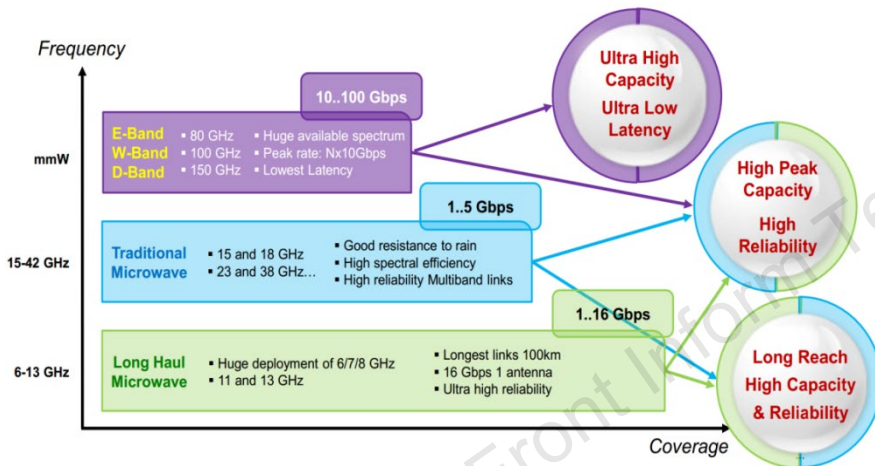 Frequency
10..100 Gbps
Ultra High
Capacity
Ultra Low
Latency
mmW
E-Band
W-Band
D-Band
▪ 80 GHz
▪ 100 GHz
▪ 150 GHz
▪ Huge available spectrum
▪ Peak rate: Nx10Gbps
▪ Lowest Latency
High Peak
Capacity
High
Reliability
1..5 Gbps
15-42 GHz
Traditional
Microwave
▪ 15 and 18 GHz
▪ 23 and 38 GHz...
▪ Good resistance to rain
▪ High spectral efficiency
▪ High reliability Multiband links
1..16 Gbps
6-13 GHz
Long Haul
Microwave
▪ Huge deployment of 6/7/8 GHz
▪ 11 and 13 GHz
▪ Longest links 100km
▪ 16 Gbps 1 antenna
▪ Ultra high reliability
Long Reach
High Capacity
& Reliability
Coverage
Front Inform